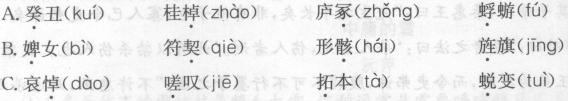 A. 癸丑(kuí) 桂棹(zhào) 庐冢(zhǒng) 蜉蝣(fú)
B. 婢女(bì) 符契(qiè) 形骸(hái) 旌旗(jīng)
C. 哀悼(dào) 嗟叹(jiē) 拓本(tà) 蜕变(tuì)